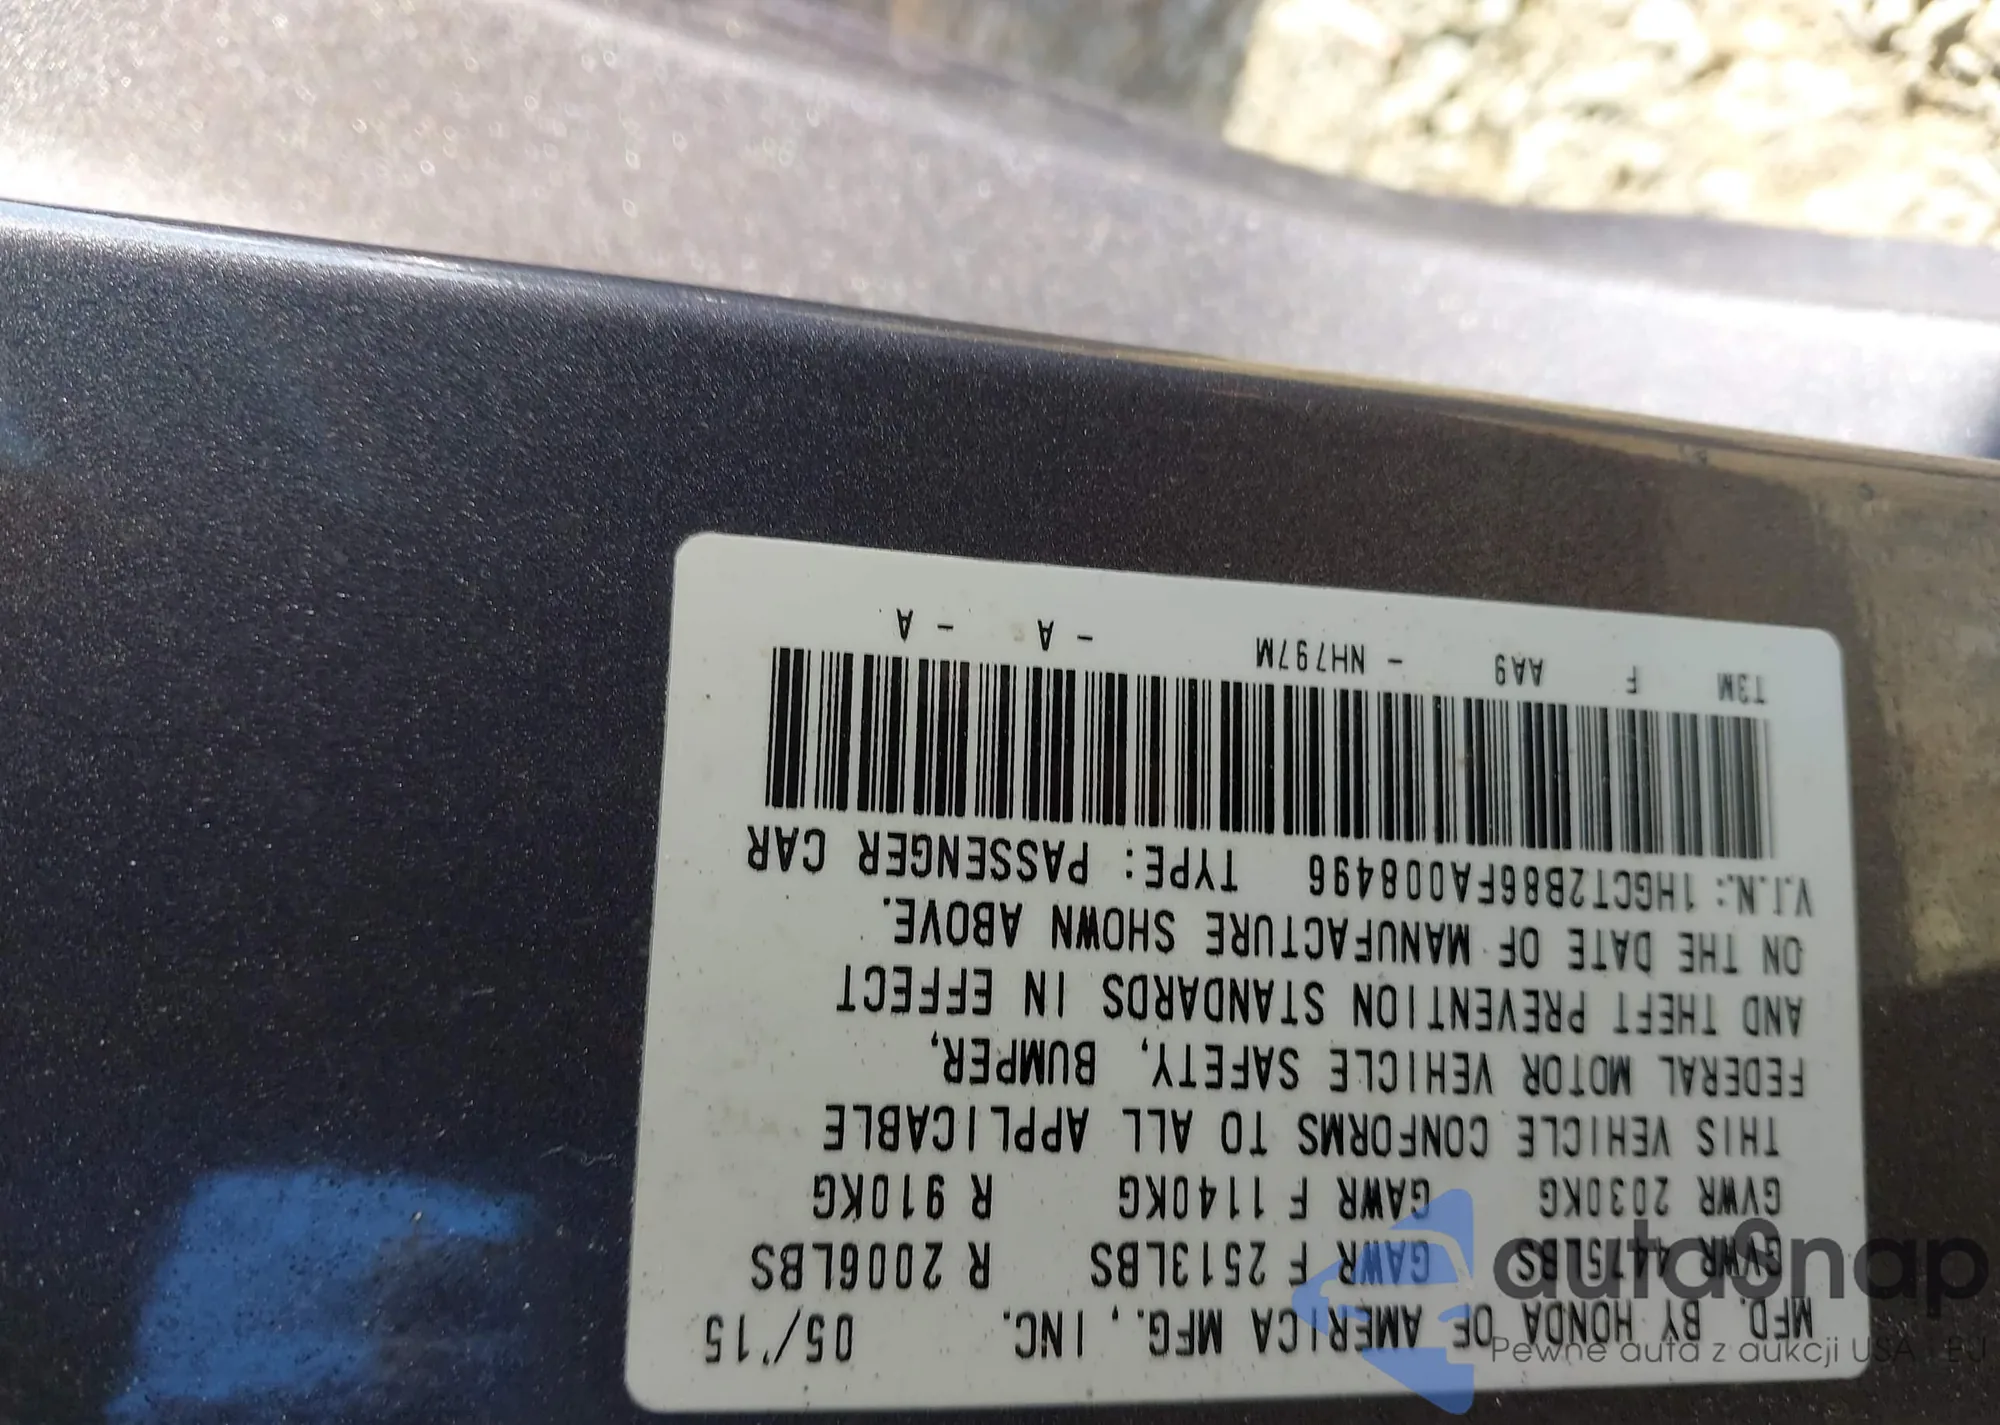 MFD. BY HONDA OF AMERICA MFG., INC. 05/'15
GVWR 4475LBS GAWR F 2513LBS R 2006LBS
GVWR 2030KG GAWR F 1140KG R 910KG
THIS VEHICLE CONFORMS TO ALL APPLICABLE
FEDERAL MOTOR VEHICLE SAFETY, BUMPER,
AND THEFT PREVENTION STANDARDS IN EFFECT
ON THE DATE OF MANUFACTURE SHOWN ABOVE.
V.I.N.: 1HGCT2B86FA008496 TYPE: PASSENGER CAR
T3M F AA9 - NH797M - A - A
autoSnap
Pewne auta z aukcji USA i EU